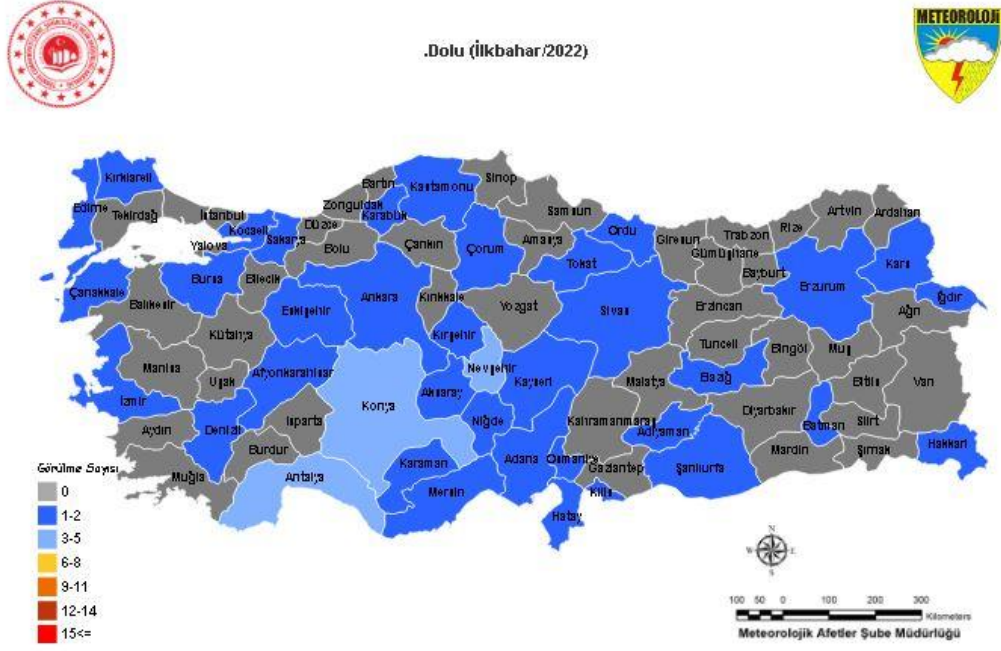 METEOROLOJİ
.Dolu (İlkbahar/2022)
Kırklareli
Edirne
Tekirdağ
İstanbul
Kocaeli
Yalova
Sakarya
Düzce
Zonguldak
Bartın
Karabük
Kastamonu
Sinop
Samsun
Ordu
Giresun
Trabzon
Rize
Artvin
Ardahan
Bolu
Çankırı
Çorum
Amasya
Tokat
Gümüşhane
Bayburt
Erzurum
Kars
Iğdır
Ağrı
Çanakkale
Balıkesir
Bursa
Bilecik
Eskişehir
Ankara
Kırıkkale
Yozgat
Sivas
Erzincan
Tunceli
Bingöl
Muş
Kütahya
Kırşehir
Manisa
Uşak
Afyonkarahisar
Nevşehir
Kayseri
Malatya
Elazığ
Bitlis
Van
İzmir
Konya
Aksaray
Niğde
Kahramanmaraş
Adıyaman
Diyarbakır
Batman
Siirt
Aydın
Denizli
Isparta
Burdur
Mardin
Şırnak
Hakkari
Muğla
Antalya
Karaman
Mersin
Adana
Osmaniye
Gaziantep
Şanlıurfa
Kilis
Hatay
Görülme Sayısı
0
1-2
3-5
6-8
9-11
12-14
15<=
N
W
E
S
100 50 0 100 200 300
Kilometers
Meteorolojik Afetler Şube Müdürlüğü